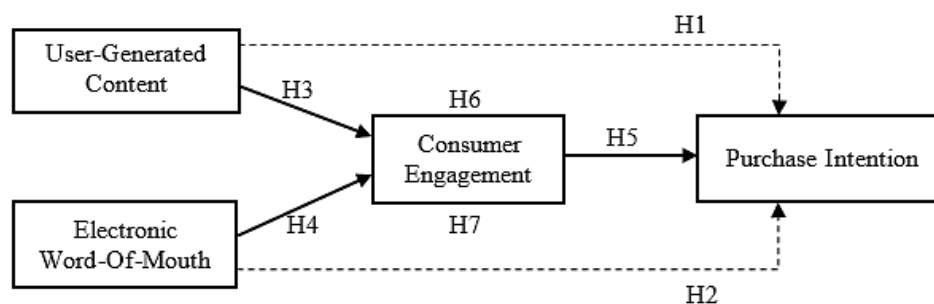 H1
User-Generated
Content
H3
H6
Consumer
Engagement
H5
Purchase Intention
H4
H7
Electronic
Word-Of-Mouth
H2